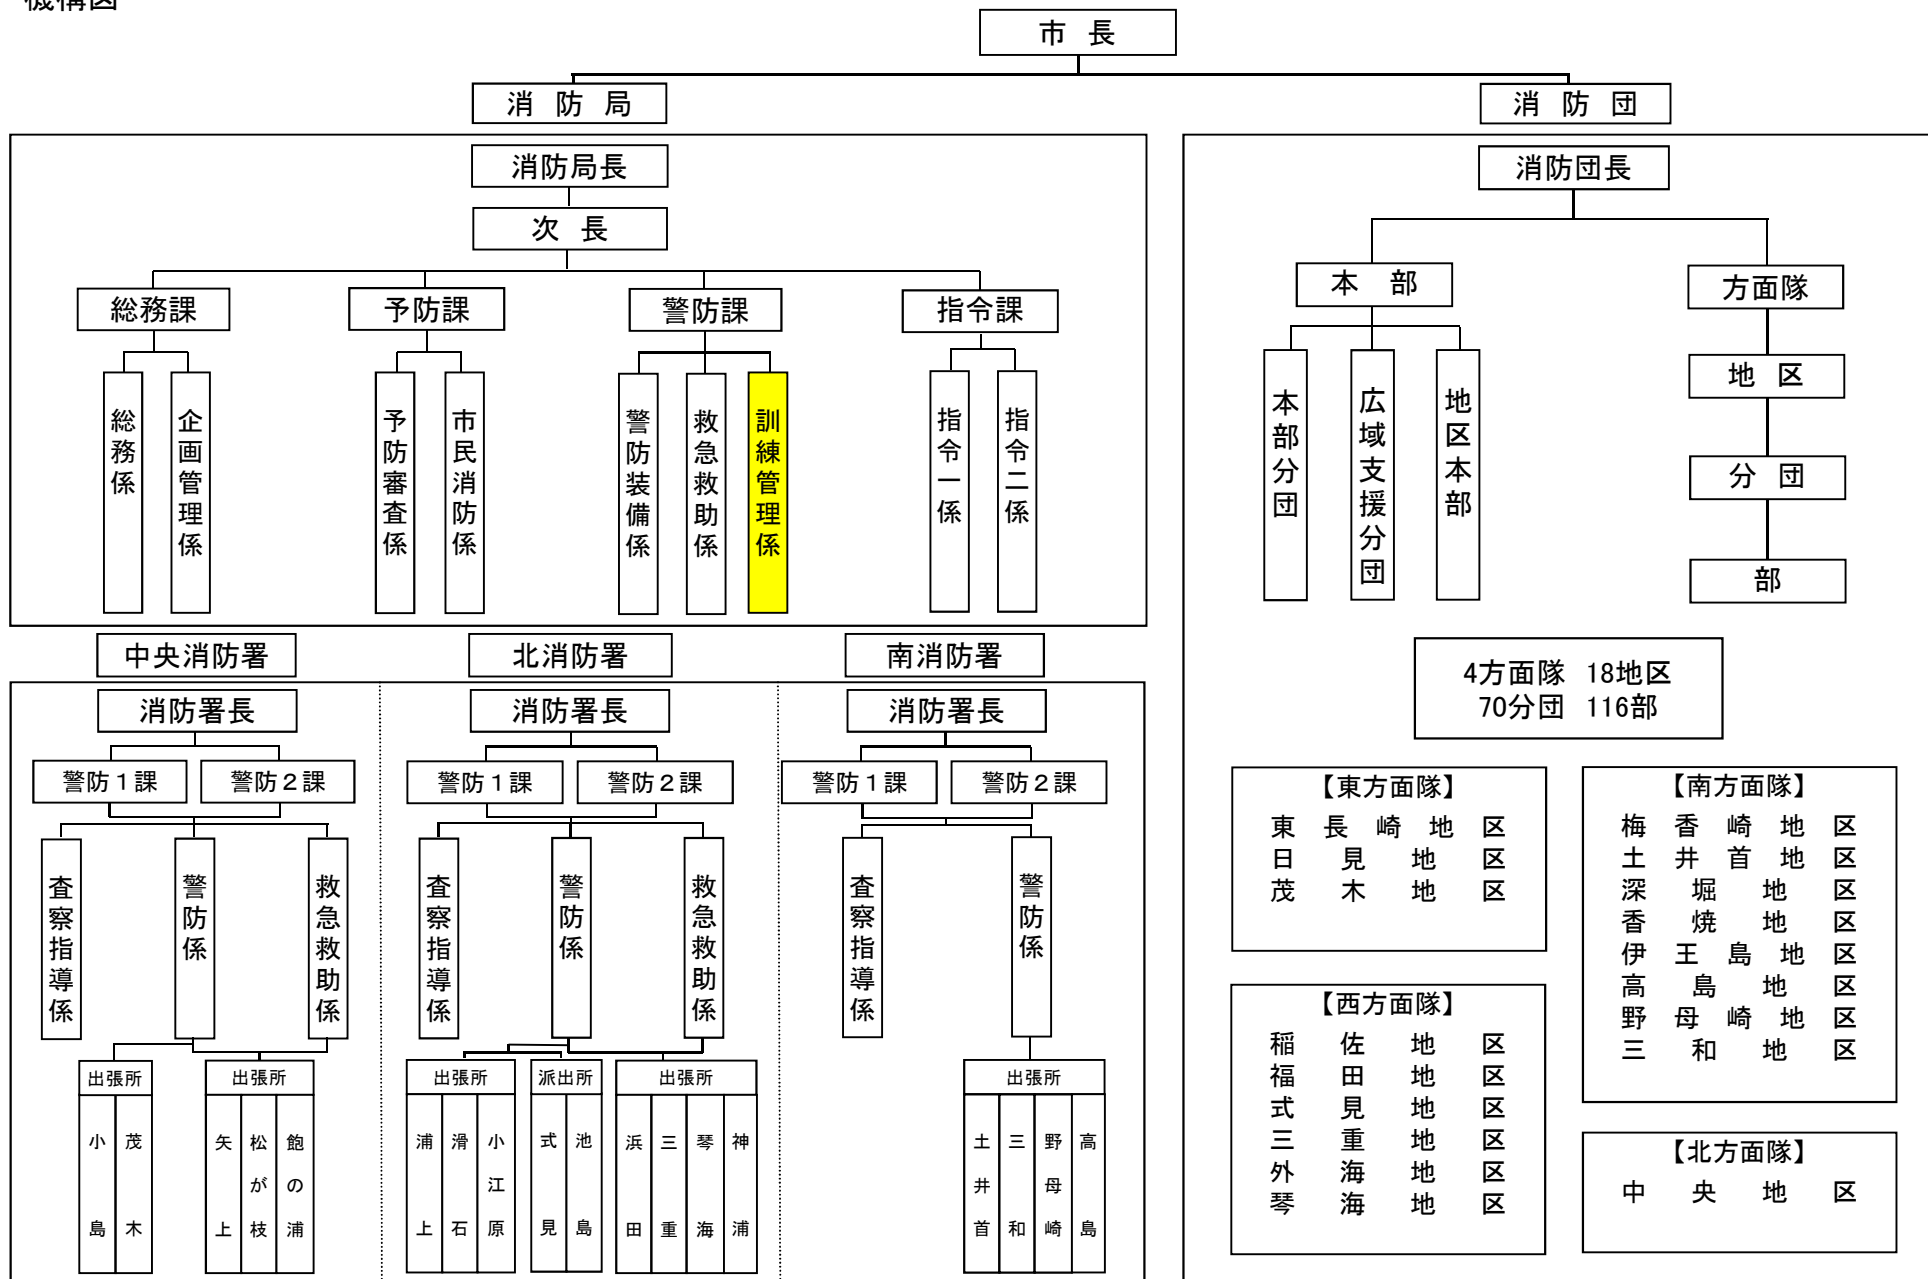 機構図
市長
消防局
消防団
消防局長
次長
総務課
予防課
警防課
指令課
総務係
企画管理係
予防審査係
市民消防係
警防装備係
救急救助係
訓練管理係
指令一係
指令二係
中央消防署
北消防署
南消防署
消防署長
警防１課
警防２課
査察指導係
警防係
救急救助係
出張所
小島
茂木
出張所
矢上
松が枝
飽の浦
消防署長
警防１課
警防２課
査察指導係
警防係
救急救助係
出張所
浦上
滑石
小江原
派出所
式見
池島
出張所
浜田
三重
琴海
神浦
消防署長
警防１課
警防２課
査察指導係
警防係
出張所
土井首
三和
野母崎
高島
消防団長
本部
方面隊
本部分団
広域支援分団
地区本部
地区
分団
部
4方面隊 18地区
70分団 116部
【東方面隊】
東長崎地区
日見地区
茂木地区
【西方面隊】
稲佐地区
福田地区
式見地区
三重地区
外海地区
琴海地区
【南方面隊】
梅香崎地区
土井首地区
深堀地区
香焼地区
伊王島地区
高島地区
野母崎地区
三和地区
【北方面隊】
中央地区